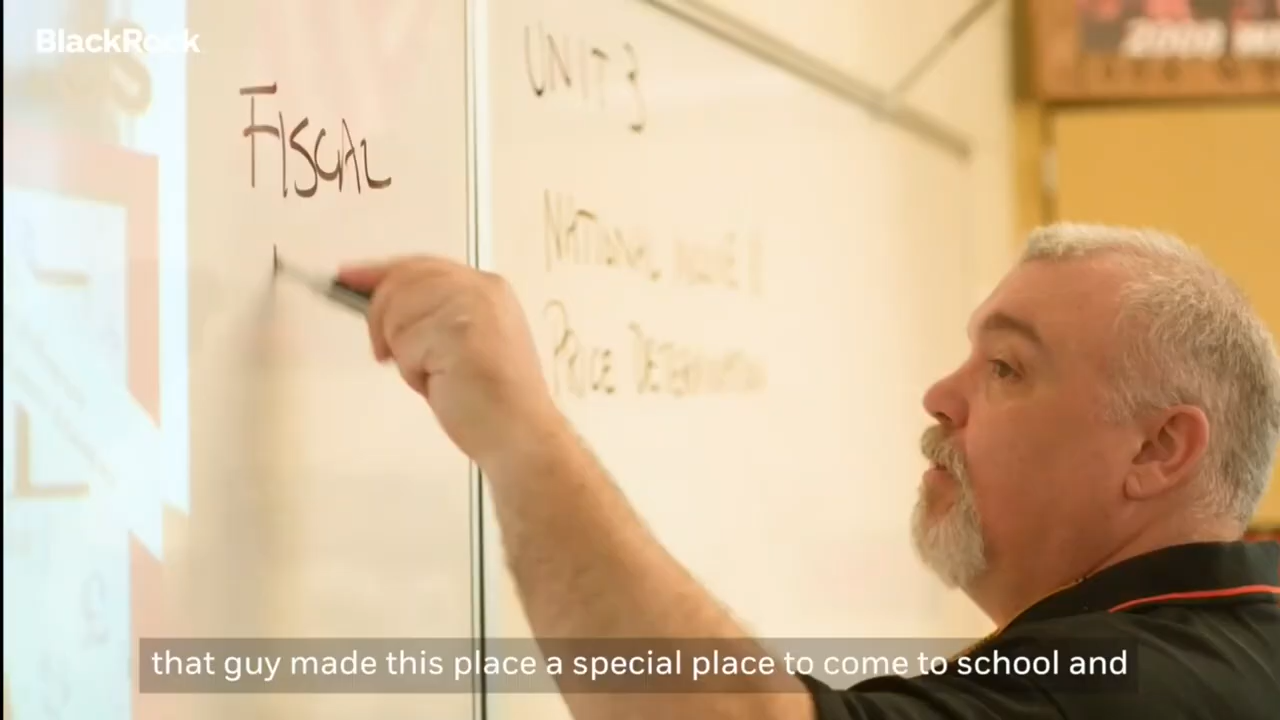 BlackRock
FISCAL
UNIT 3
NATIONAL
PRICE DETERMINATION
that guy made this place a special place to come to school and